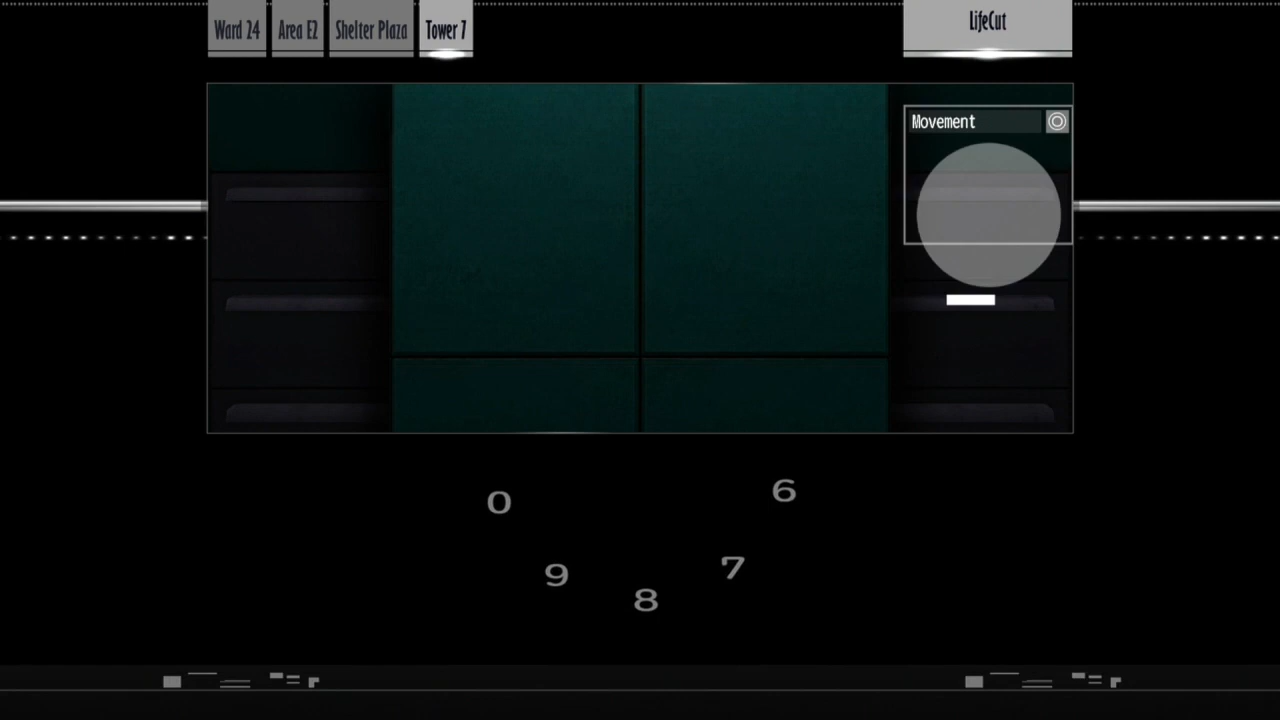 Ward 24
Area E2
Shelter Plaza
Tower 7
LifeCut
Movement
0
6
9
7
8